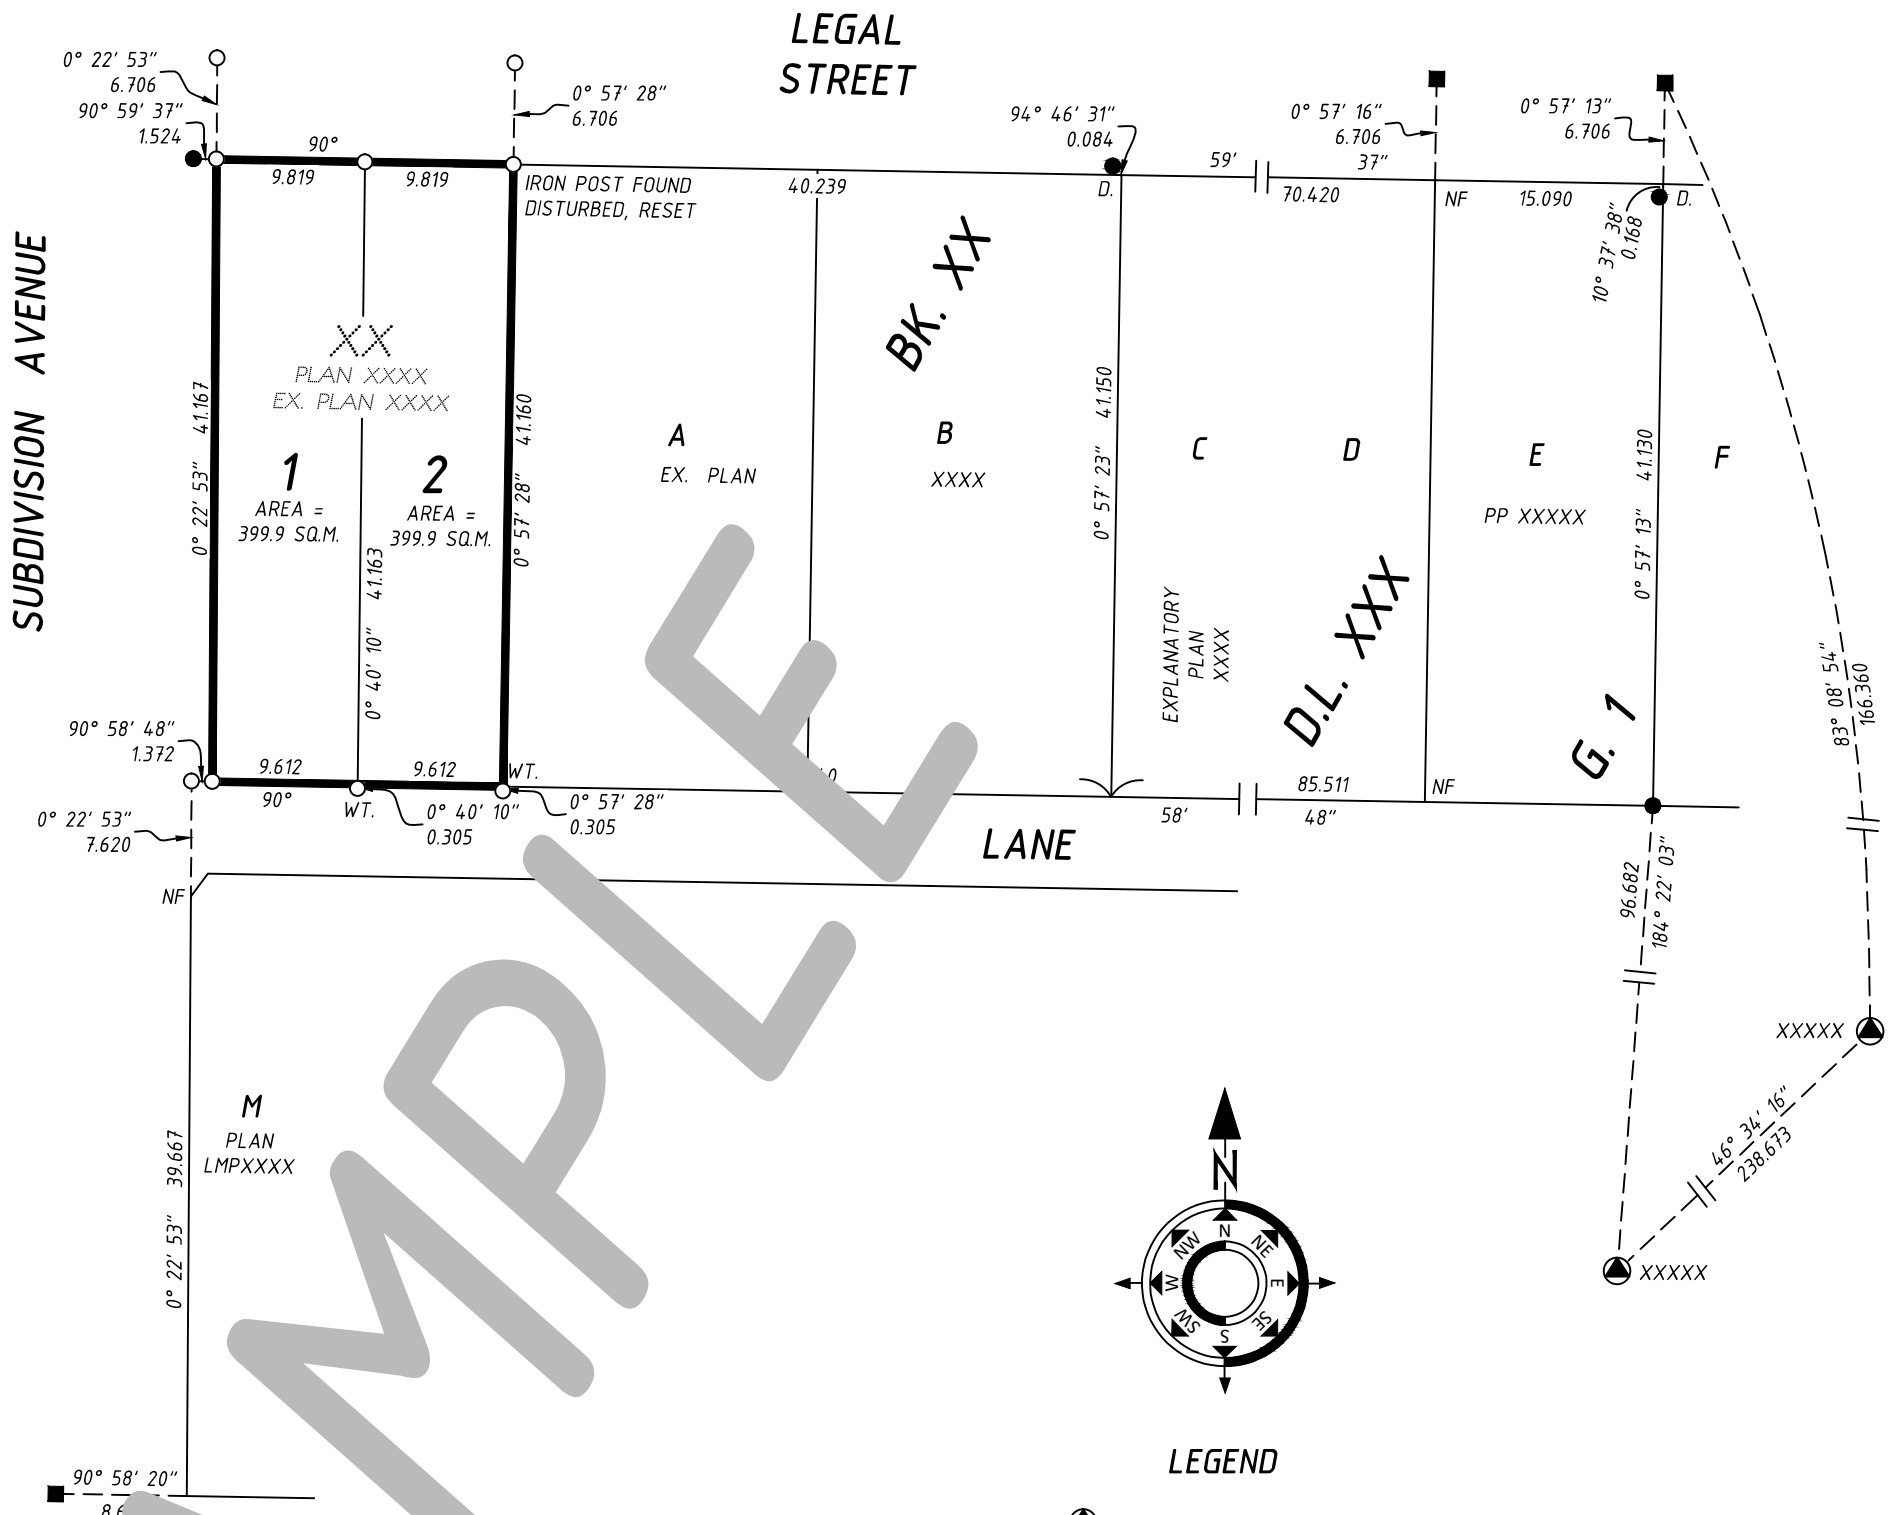 LEGAL
STREET
0° 22' 53"
6.706
90° 59' 37"
1.524
0° 57' 28"
6.706
94° 46' 31"
0.084
0° 57' 16"
6.706
0° 57' 13"
6.706
90°
59'
37"
9.819
9.819
IRON POST FOUND
DISTURBED, RESET
40.239
D.
70.420
NF
15.090
D.
10° 37' 38"
0.168
SUBDIVISION AVENUE
BK. XX
XX
PLAN XXXX
EX. PLAN XXXX
0° 22' 53" 41.167
0° 57' 28" 41.160
0° 57' 23" 41.150
0° 57' 13" 41.130
1
AREA =
399.9 SQ.M.
2
AREA =
399.9 SQ.M.
0° 40' 10" 41.163
A
EX. PLAN
B
XXXX
C
D
E
PP XXXXX
F
EXPLANATORY
PLAN
XXXX
D.L. XXX
G. 1
83° 08' 54"
166.360
90° 58' 48"
1.372
9.612
9.612
WT.
90°
WT.
0° 40' 10"
0.305
0° 57' 28"
0.305
85.511
NF
58'
48"
0° 22' 53"
7.620
LANE
NF
96.682
184° 22' 03"
XXXXX
46° 34' 16"
238.673
XXXXX
M
PLAN
LMPXXXX
0° 22' 53" 39.667
N
N
NE
E
SE
S
SW
W
NW
LEGEND
90° 58' 20"
MPLE